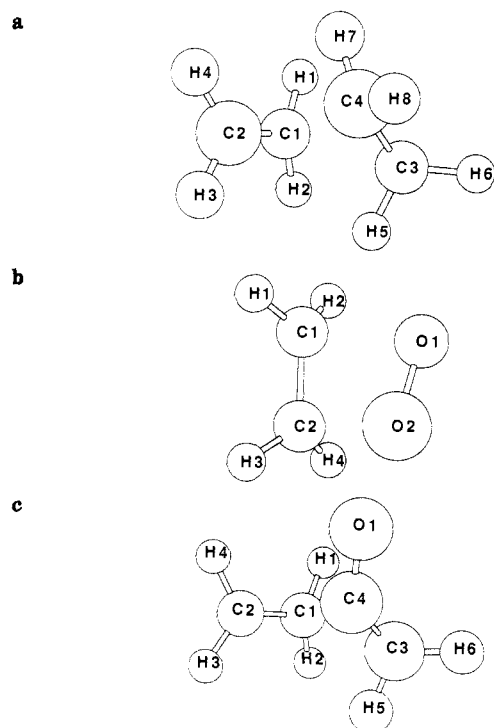 a
H7
H4 H1 C4 H8
C2 C1
C3 H6
H3 H2
H5
b
H1 H2
C1 O1
C2 O2
H3 H4
c
O1
H4 H1
C2 C1 C4
H3 H2 C3 H6
H5